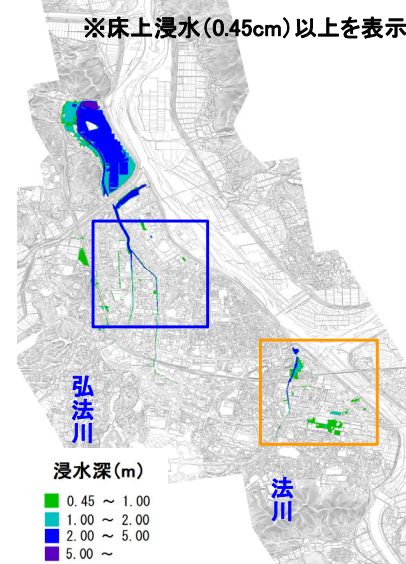 ※床上浸水(0.45cm)以上を表示
弘法川
法川
浸水深(m)
0.45 ～ 1.00
1.00 ～ 2.00
2.00 ～ 5.00
5.00 ～